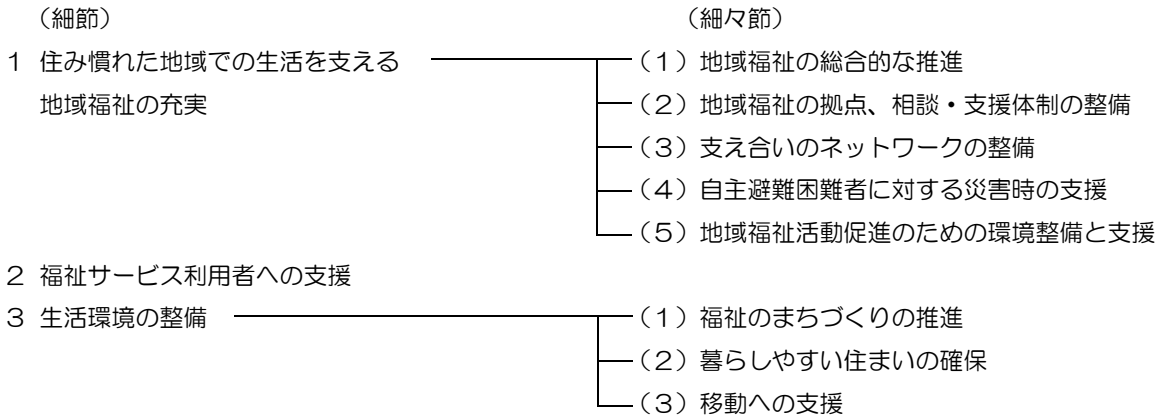 （細節） （細々節）
１ 住み慣れた地域での生活を支える （１）地域福祉の総合的な推進
地域福祉の充実 （２）地域福祉の拠点、相談・支援体制の整備
（３）支え合いのネットワークの整備
（４）自主避難困難者に対する災害時の支援
（５）地域福祉活動促進のための環境整備と支援
２ 福祉サービス利用者への支援
３ 生活環境の整備 （１）福祉のまちづくりの推進
（２）暮らしやすい住まいの確保
（３）移動への支援